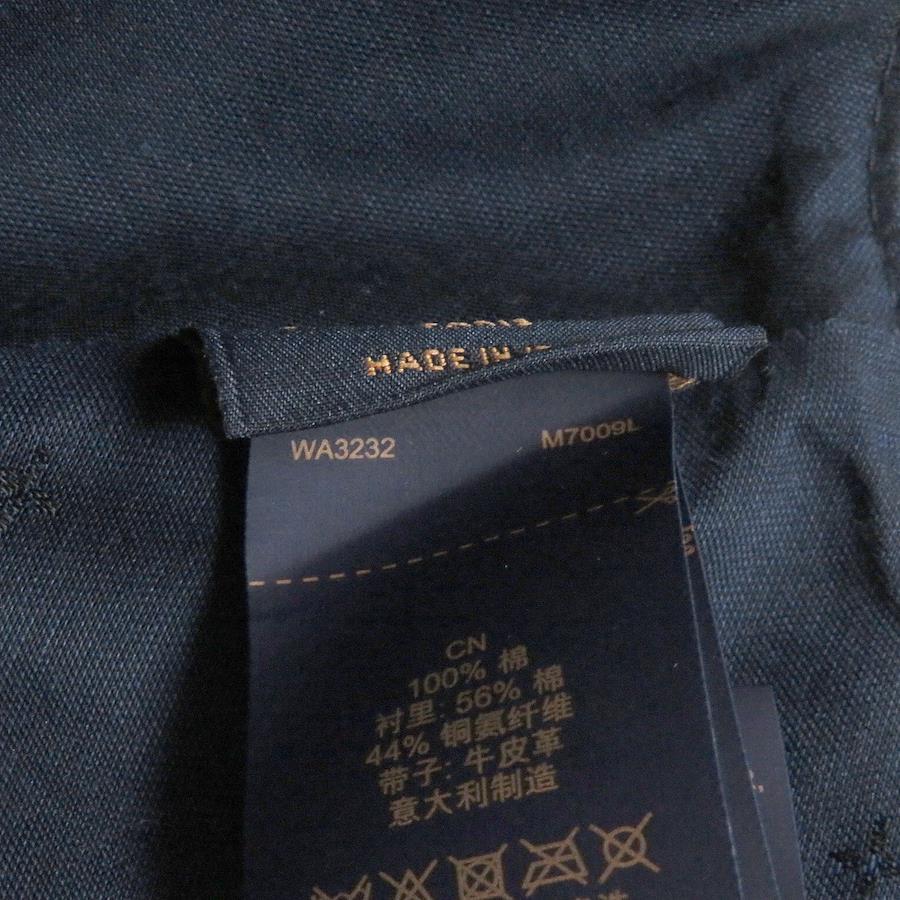 MADE IN
WA3232
M7009L
CN
100% 棉
衬里: 56% 棉
44% 铜氨纤维
带子: 牛皮革
意大利制造